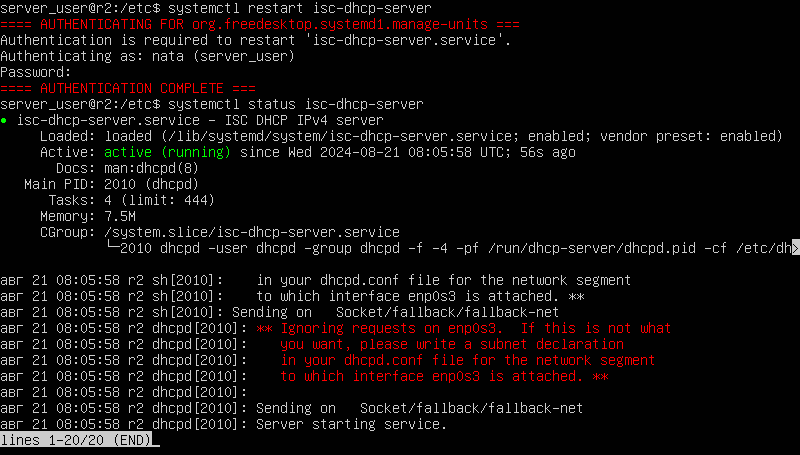 server_user@r2:/etc$ systemctl restart isc-dhcp-server
==== AUTHENTICATING FOR org.freedesktop.systemd1.manage-units ===
Authentication is required to restart 'isc-dhcp-server.service'.
Authenticating as: nata (server_user)
Password:
==== AUTHENTICATION COMPLETE ===
server_user@r2:/etc$ systemctl status isc-dhcp-server
● isc-dhcp-server.service - ISC DHCP IPv4 server
     Loaded: loaded (/lib/systemd/system/isc-dhcp-server.service; enabled; vendor preset: enabled)
     Active: active (running) since Wed 2024-08-21 08:05:58 UTC; 56s ago
       Docs: man:dhcpd(8)
   Main PID: 2010 (dhcpd)
      Tasks: 4 (limit: 444)
     Memory: 7.5M
     CGroup: /system.slice/isc-dhcp-server.service
             └─2010 dhcpd -user dhcpd -group dhcpd -f -4 -pf /run/dhcp-server/dhcpd.pid -cf /etc/dh>
авг 21 08:05:58 r2 sh[2010]:    in your dhcpd.conf file for the network segment
авг 21 08:05:58 r2 sh[2010]:    to which interface enp0s3 is attached. **
авг 21 08:05:58 r2 sh[2010]: Sending on   Socket/fallback/fallback-net
авг 21 08:05:58 r2 dhcpd[2010]: ** Ignoring requests on enp0s3.  If this is not what
авг 21 08:05:58 r2 dhcpd[2010]:    you want, please write a subnet declaration
авг 21 08:05:58 r2 dhcpd[2010]:    in your dhcpd.conf file for the network segment
авг 21 08:05:58 r2 dhcpd[2010]:    to which interface enp0s3 is attached. **
авг 21 08:05:58 r2 dhcpd[2010]:
авг 21 08:05:58 r2 dhcpd[2010]: Sending on   Socket/fallback/fallback-net
авг 21 08:05:58 r2 dhcpd[2010]: Server starting service.
lines 1-20/20 (END)